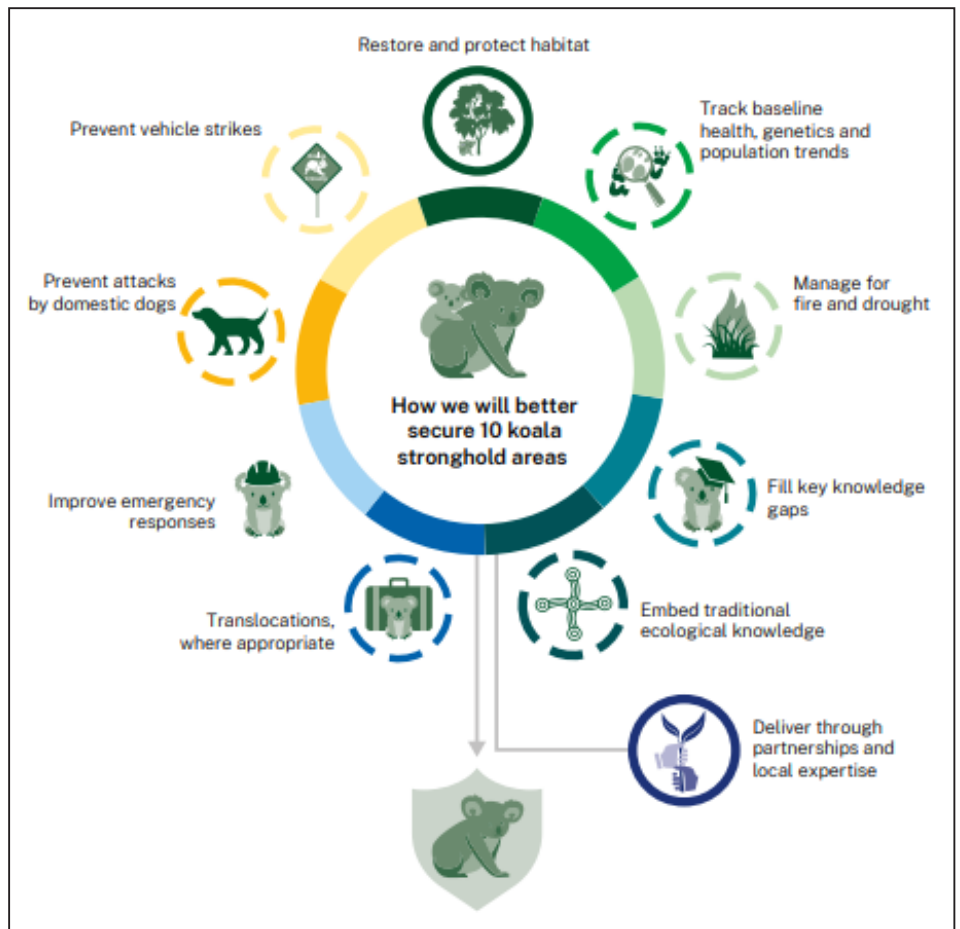 Restore and protect habitat
Track baseline
health, genetics and
population trends
Prevent vehicle strikes
Prevent attacks
by domestic dogs
Manage for
fire and drought
How we will better
secure 10 koala
stronghold areas
Improve emergency
responses
Fill key knowledge
gaps
Translocations,
where appropriate
Embed traditional
ecological knowledge
Deliver through
partnerships and
local expertise